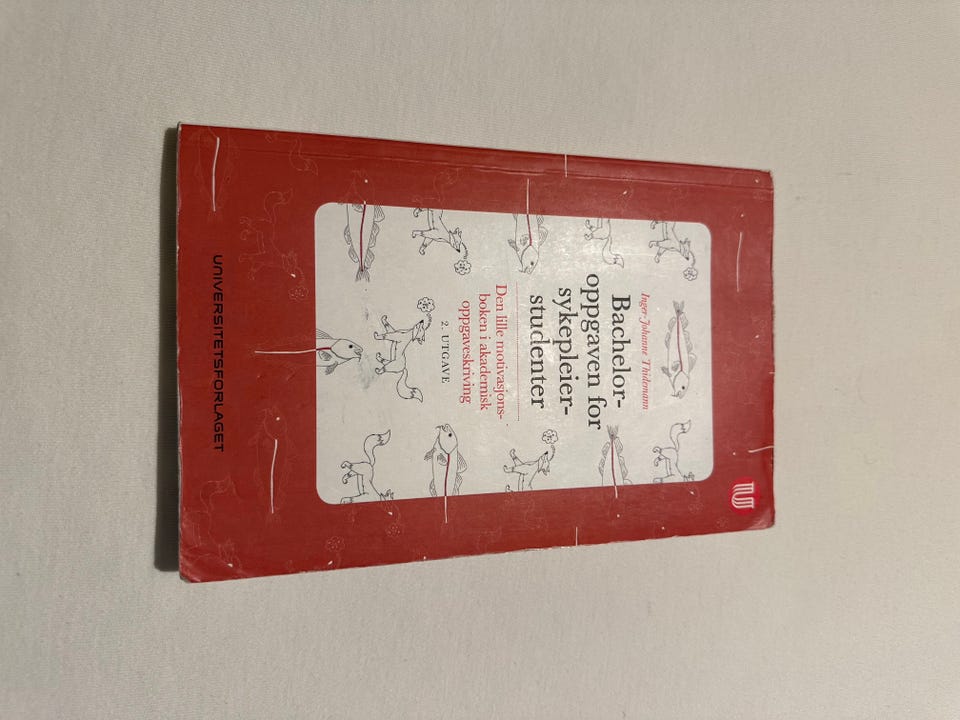 Inger-Johanne Thidemann
Bachelor-
oppgaven for
sykepleier-
studenter
Den lille motivasjons-
boken i akademisk
oppgaveskriving
2. UTGAVE
UNIVERSITETSFORLAGET